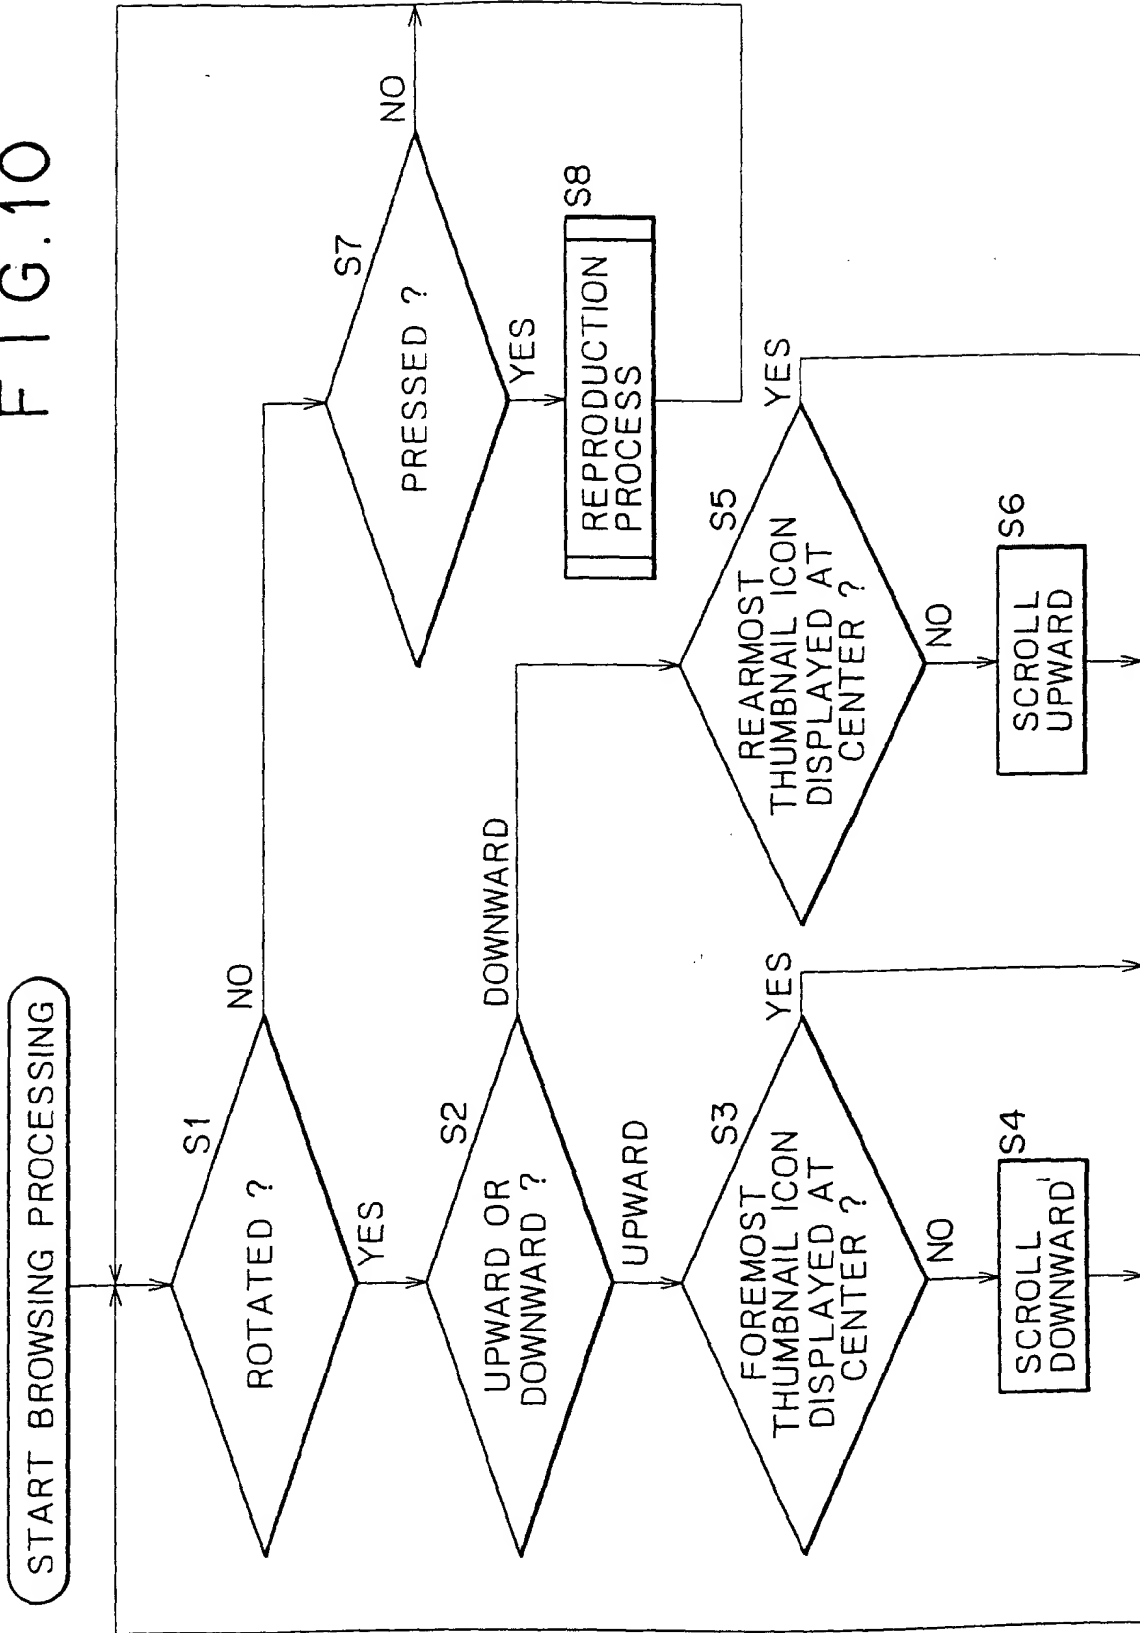 FIG.10
START BROWSING PROCESSING
S1
ROTATED ?
NO
YES
S2
UPWARD OR
DOWNWARD ?
DOWNWARD
UPWARD
S3
FOREMOST
THUMBNAIL ICON
DISPLAYED AT
CENTER ?
YES
NO
S4
SCROLL
DOWNWARD
S5
REARMOST
THUMBNAIL ICON
DISPLAYED AT
CENTER ?
YES
NO
S6
SCROLL
UPWARD
S7
PRESSED ?
NO
YES
S8
REPRODUCTION
PROCESS